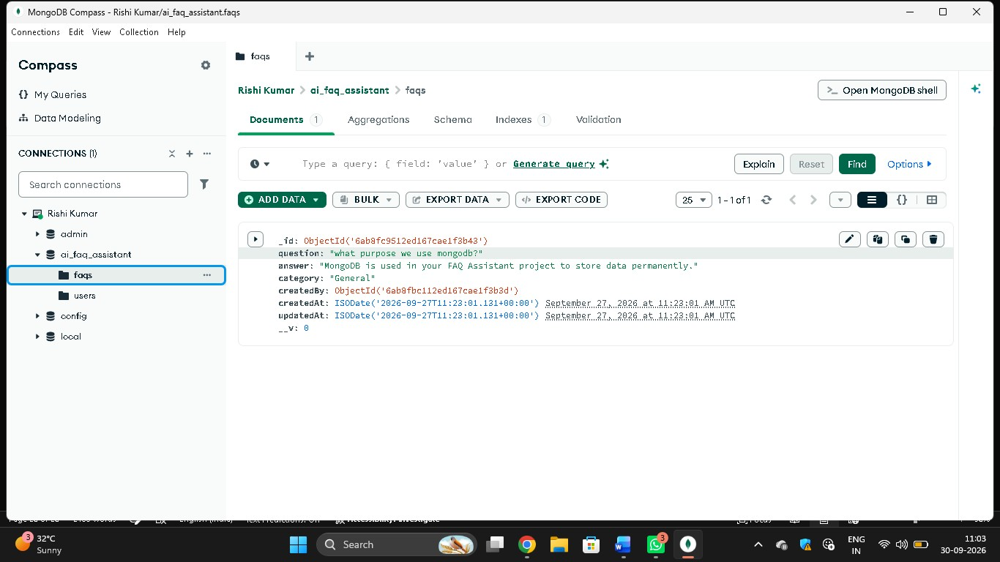 MongoDB Compass - Rishi Kumar/ai_faq_assistant.faqs
Connections Edit View Collection Help
Compass
My Queries
Data Modeling
CONNECTIONS (1)
Search connections
Rishi Kumar
admin
ai_faq_assistant
faqs
users
config
local
faqs
Rishi Kumar > ai_faq_assistant > faqs
Open MongoDB shell
Documents 1 Aggregations Schema Indexes 1 Validation
Type a query: { field: 'value' } or Generate query
Explain Reset Find Options
ADD DATA BULK EXPORT DATA EXPORT CODE
25 1-1 of 1
_id: ObjectId('6ab8fc9512ed167cae1f3b43')
question: "what purpose we use mongodb?"
answer: "MongoDB is used in your FAQ Assistant project to store data permanently."
category: "General"
createdBy: ObjectId('6ab8fbc112ed167cae1f3b3d')
createdAt: ISODate('2026-09-27T11:23:01.131+00:00') September 27, 2026 at 11:23:01 AM UTC
updatedAt: ISODate('2026-09-27T11:23:01.131+00:00') September 27, 2026 at 11:23:01 AM UTC
__v: 0
3
32°C
Sunny
Search
3
ENG
IN
11:03
30-09-2026